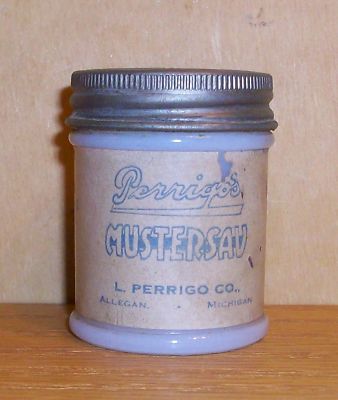 Perrigo's
MUSTERSAV
L. PERRIGO CO.,
ALLEGAN. MICHIGAN